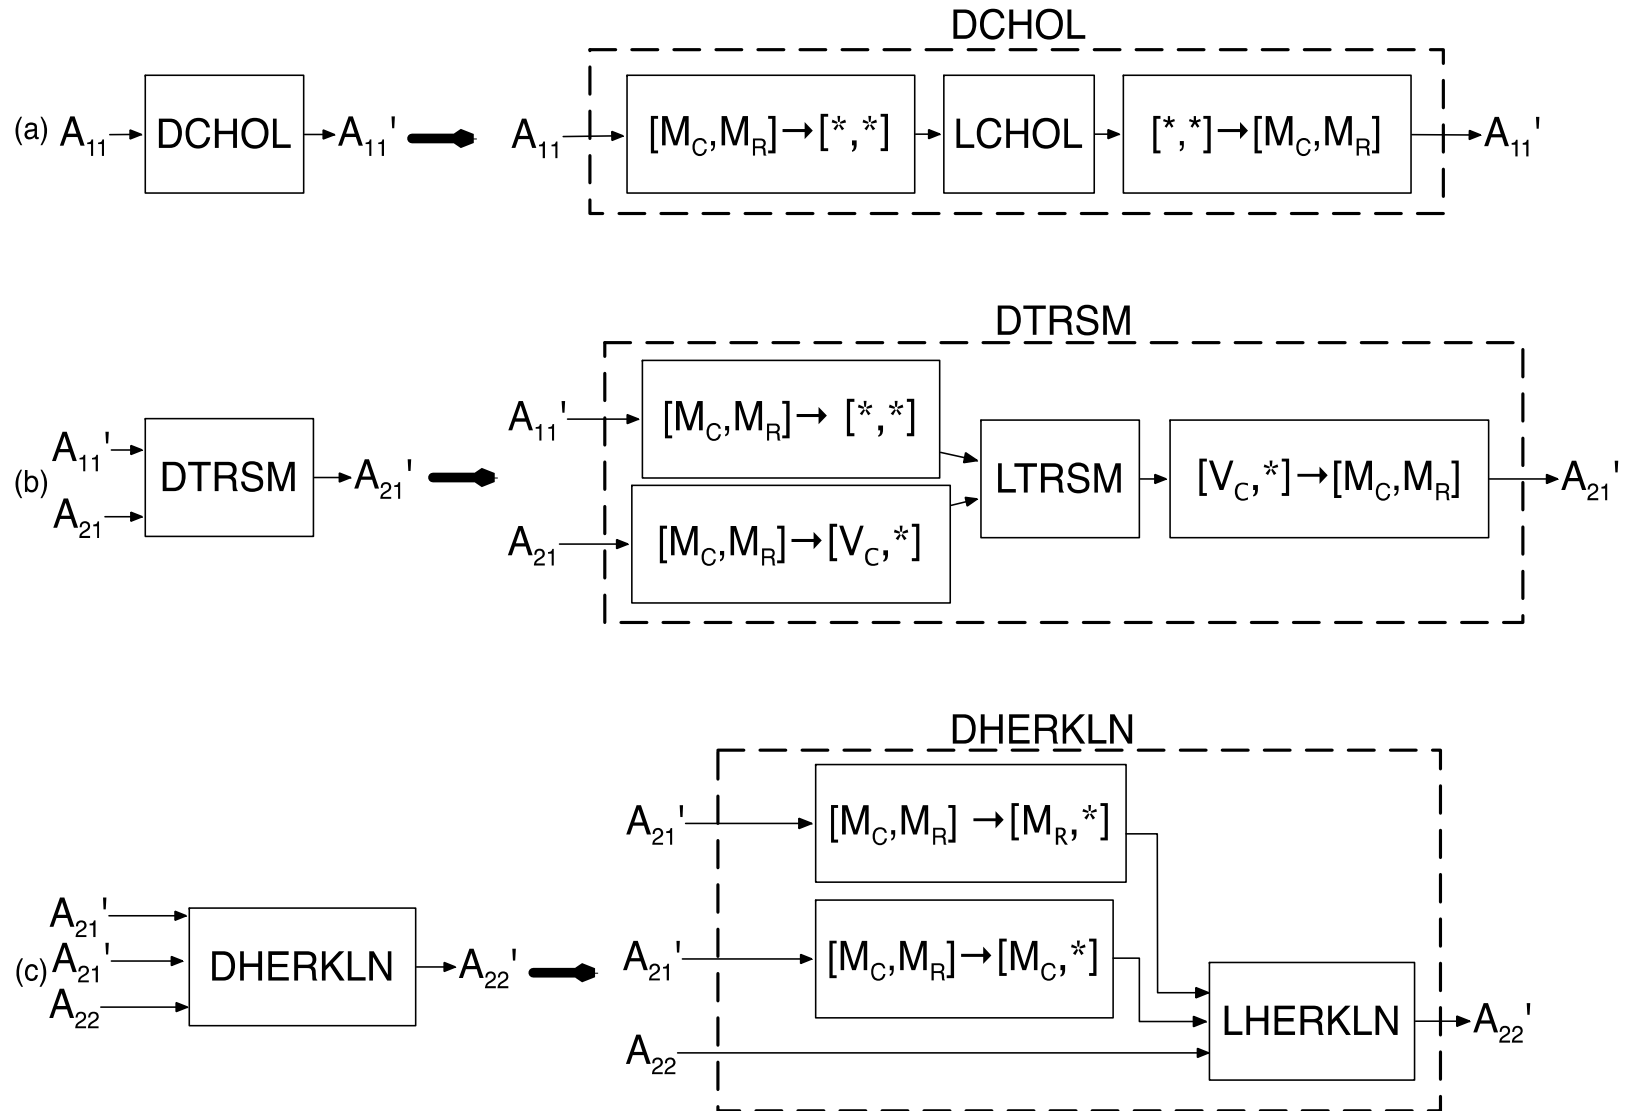 DCHOL
(a) A11 DCHOL A11' A11 [MC,MR]→[*,*] LCHOL [*,*]→[MC,MR] A11'
DTRSM
A11' [MC,MR]→ [*,*]
(b) A11' A21 DTRSM A21' LTRSM [VC,*]→[MC,MR] A21'
A21 [MC,MR]→[VC,*]
DHERKLN
A21' [MC,MR] →[MR,*]
A21'
(c) A21' DHERKLN A22' A21' [MC,MR]→[MC,*]
A22
A22 LHERKLN A22'